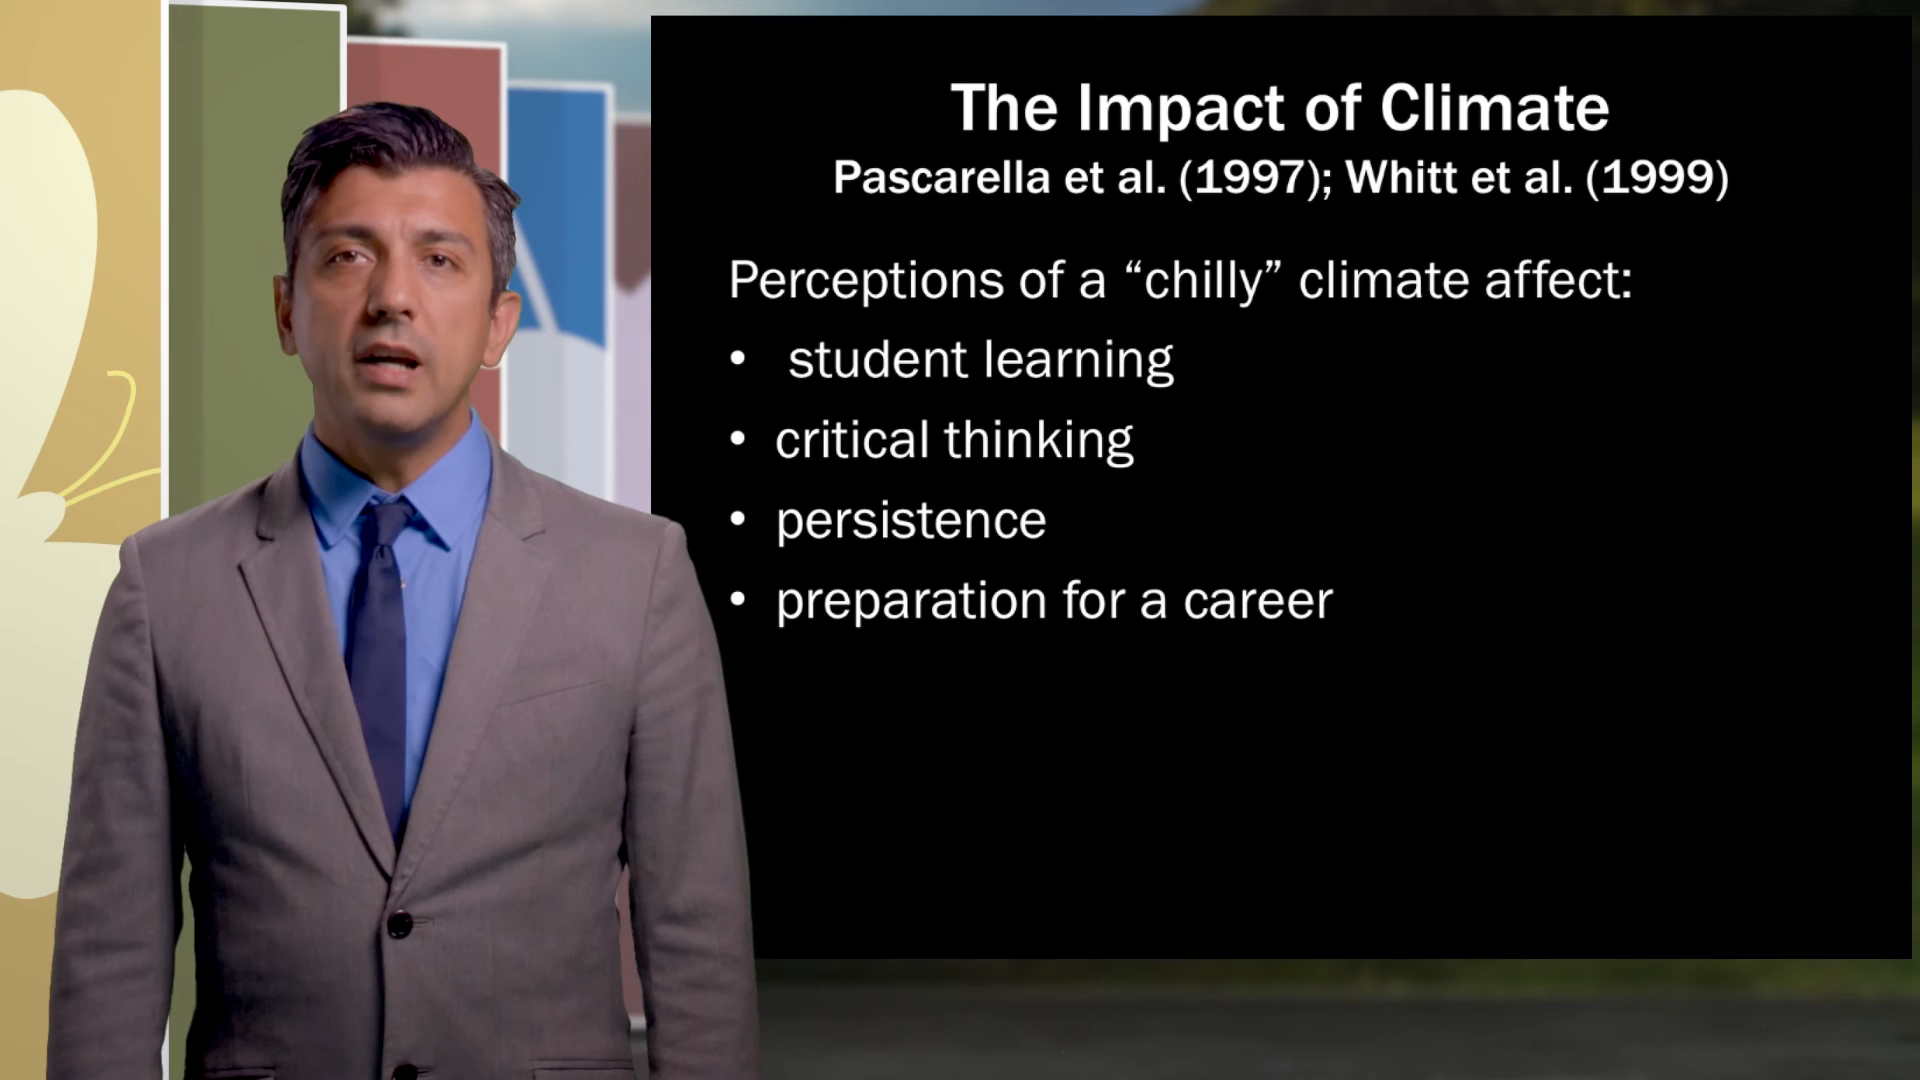 The Impact of Climate
Pascarella et al. (1997); Whitt et al. (1999)
Perceptions of a “chilly” climate affect:
• student learning
• critical thinking
• persistence
• preparation for a career